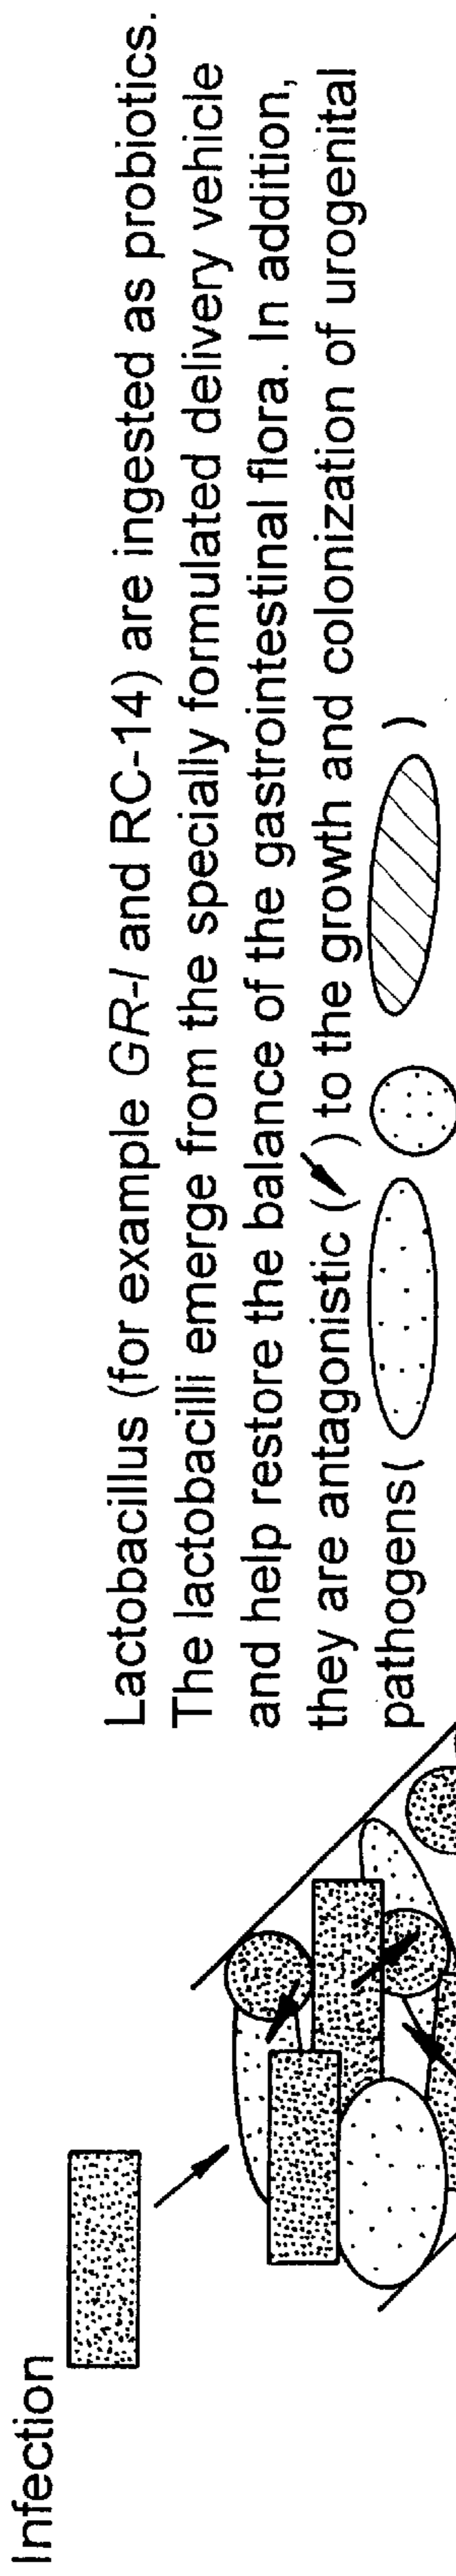 Infection
Lactobacillus (for example GR-I and RC-14) are ingested as probiotics.
The lactobacilli emerge from the specially formulated delivery vehicle
and help restore the balance of the gastrointestinal flora. In addition,
they are antagonistic ( ) to the growth and colonization of urogenital
pathogens( )